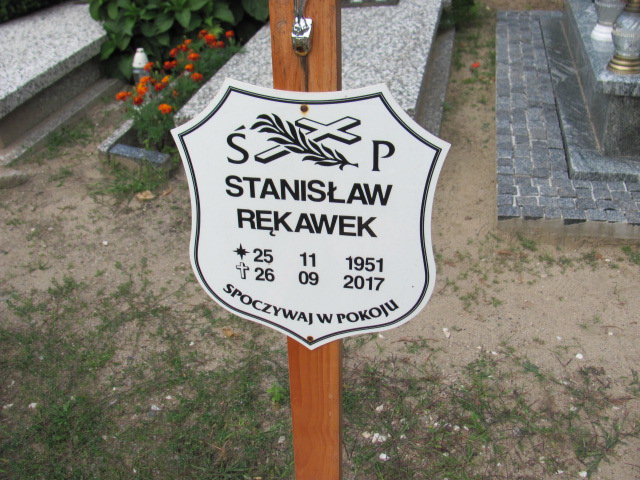 Ś P
STANISŁAW
RĘKAWEK
25 11 1951
26 09 2017
SPOCZYWAJ W POKOJU